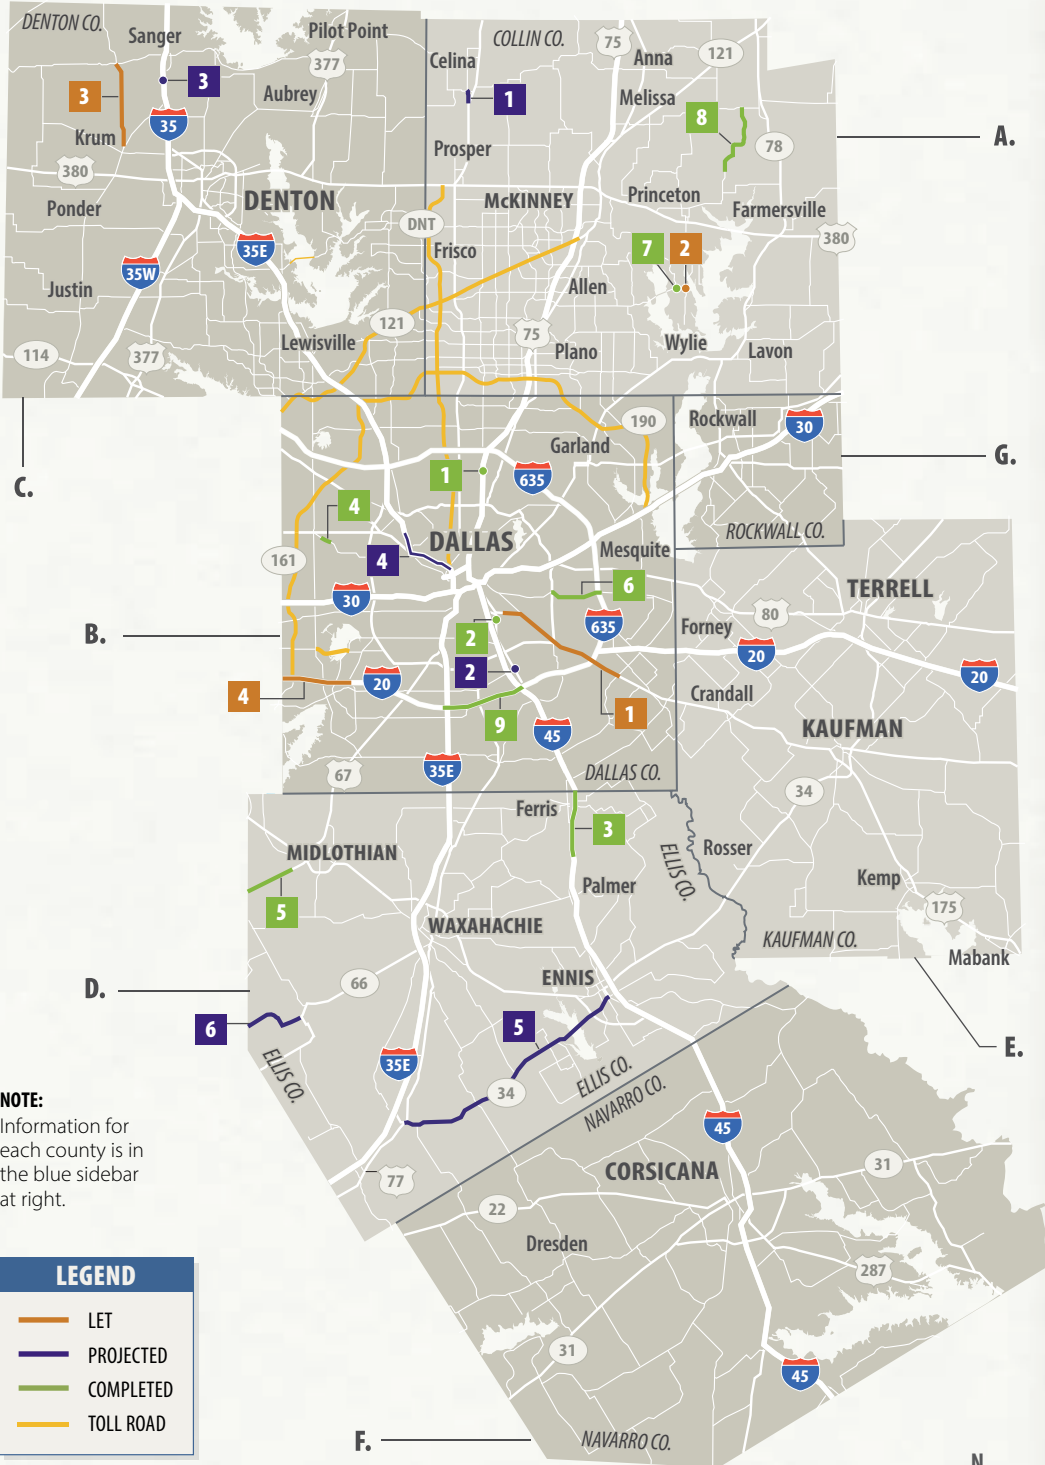 DENTON CO.
Sanger
Pilot Point
COLLIN CO.
75
121
377
Celina
Anna
3
3
Aubrey
1
Melissa
8
35
Krum
Prosper
78
A.
380
Ponder
DENTON
McKINNEY
Princeton
Farmersville
DNT
35E
Frisco
7
2
380
35W
Justin
Allen
121
Lewisville
75
Plano
Wylie
Lavon
114
377
C.
190
Rockwall
30
Garland
G.
1
635
4
DALLAS
ROCKWALL CO.
161
4
Mesquite
TERRELL
30
6
80
B.
2
635
Forney
20
2
20
4
20
Crandall
1
9
KAUFMAN
45
67
35E
DALLAS CO.
34
Ferris
3
MIDLOTHIAN
ELLIS CO.
Rosser
Palmer
Kemp
5
175
WAXAHACHIE
KAUFMAN CO.
Mabank
ENNIS
D.
66
6
5
E.
ELLIS CO.
35E
ELLIS CO.
34
NAVARRO CO.
NOTE:
Information for
each county is in
the blue sidebar
at right.
45
CORSICANA
31
77
22
Dresden
LEGEND
LET
PROJECTED
COMPLETED
TOLL ROAD
287
31
45
F.
NAVARRO CO.
N